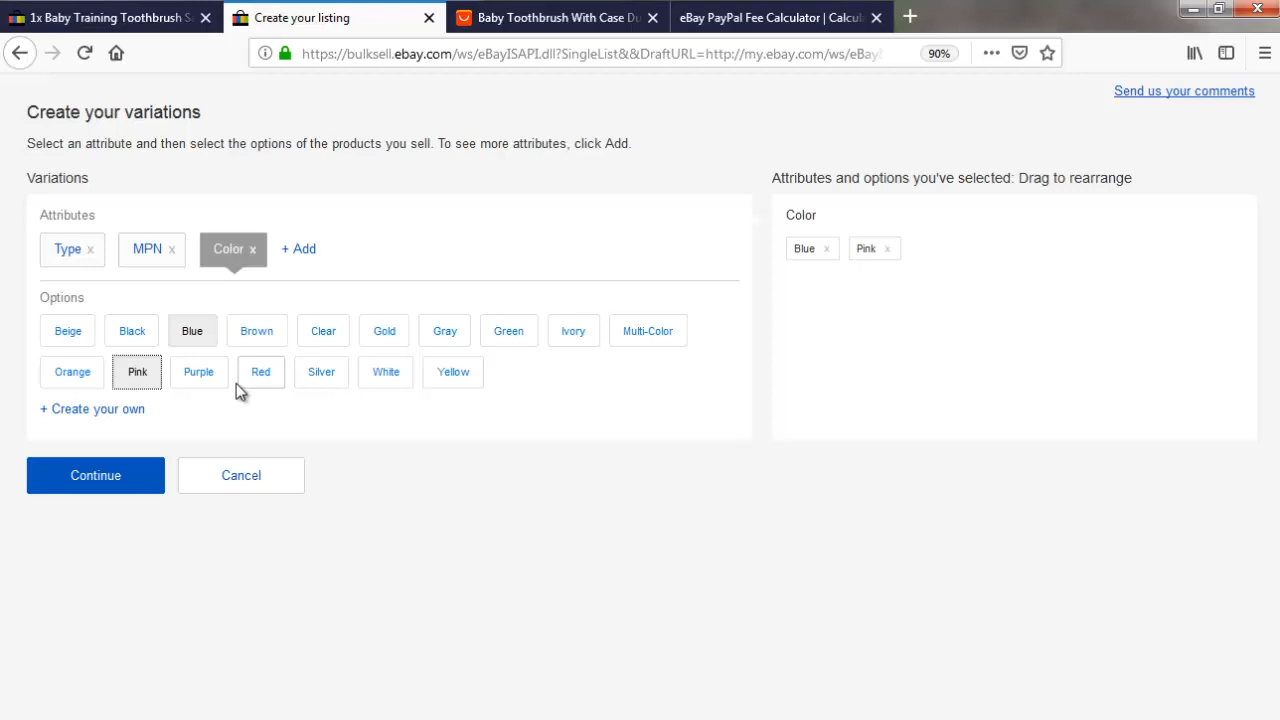 1x Baby Training Toothbrush S
Create your listing
Baby Toothbrush With Case Du
eBay PayPal Fee Calculator | Calcul
https://bulksell.ebay.com/ws/eBayISAPI.dll?SingleList&&DraftURL=http://my.ebay.com/ws/eBayI
90%
Send us your comments
Create your variations
Select an attribute and then select the options of the products you sell. To see more attributes, click Add.
Variations
Attributes and options you've selected: Drag to rearrange
Attributes
Color
Type x MPN x Color x + Add
Blue x Pink x
Options
Beige Black Blue Brown Clear Gold Gray Green Ivory Multi-Color
Orange Pink Purple Red Silver White Yellow
+ Create your own
Continue Cancel